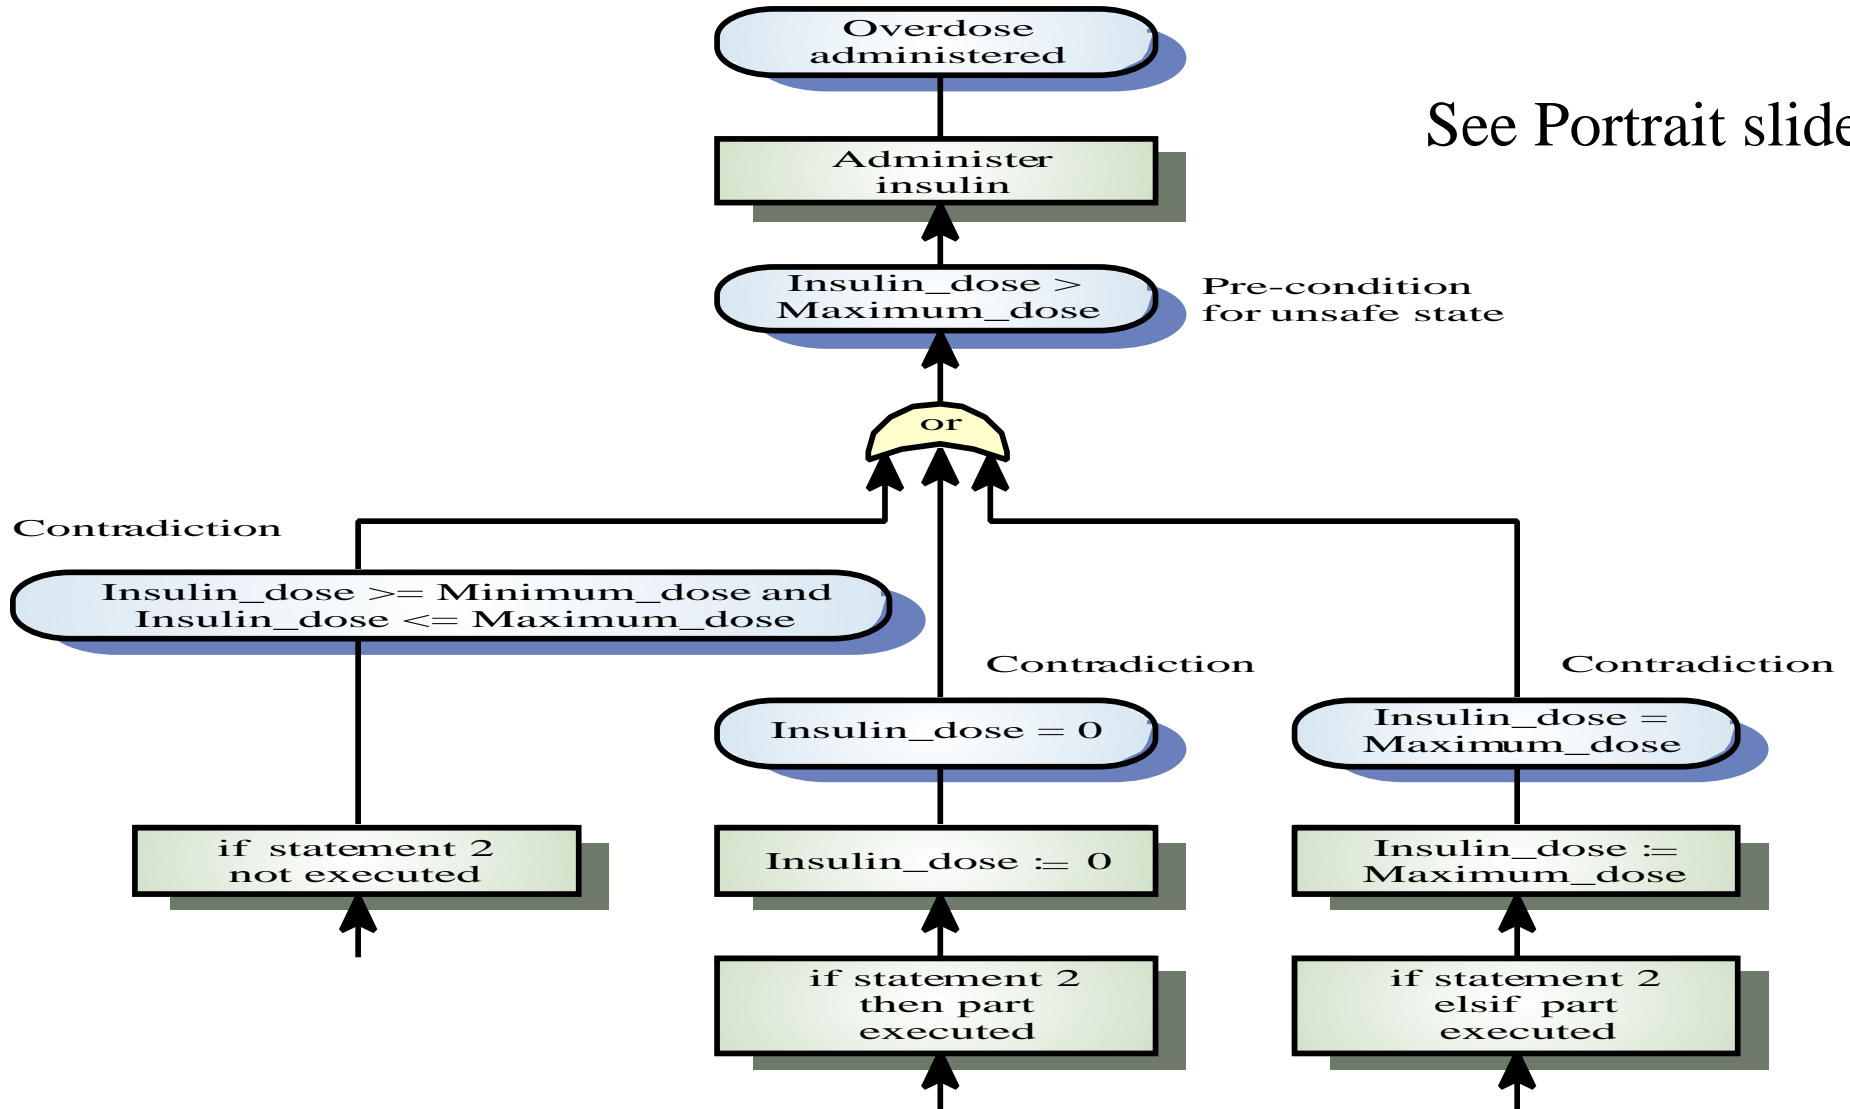 Overdose
administered
See Portrait slide
Administer
insulin
Insulin_dose >
Maximum_dose
Pre-condition
for unsafe state
or
Contradiction
Insulin_dose >= Minimum_dose and
Insulin_dose <= Maximum_dose
Contradiction
Contradiction
Insulin_dose = 0
Insulin_dose =
Maximum_dose
if statement 2
not executed
Insulin_dose := 0
Insulin_dose :=
Maximum_dose
if statement 2
then part
executed
if statement 2
elsif part
executed